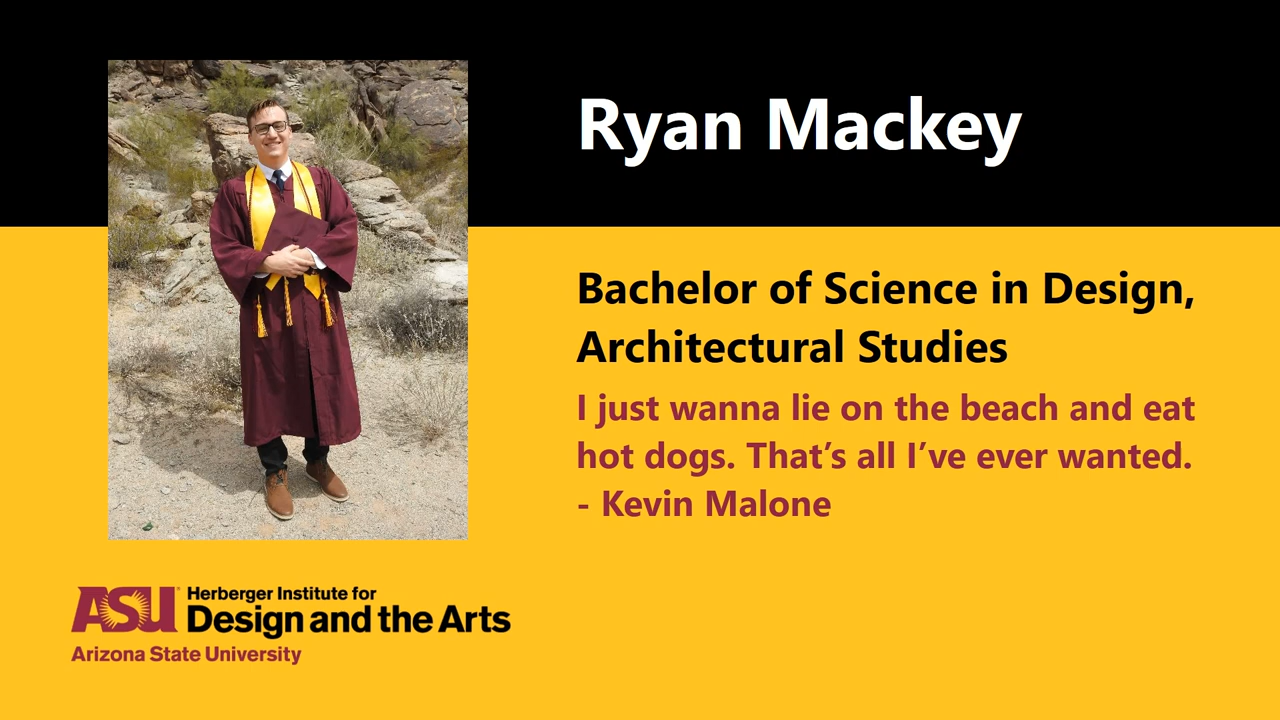 Ryan Mackey
Bachelor of Science in Design,
Architectural Studies
I just wanna lie on the beach and eat
hot dogs. That’s all I’ve ever wanted.
- Kevin Malone
ASU Herberger Institute for
Design and the Arts
Arizona State University